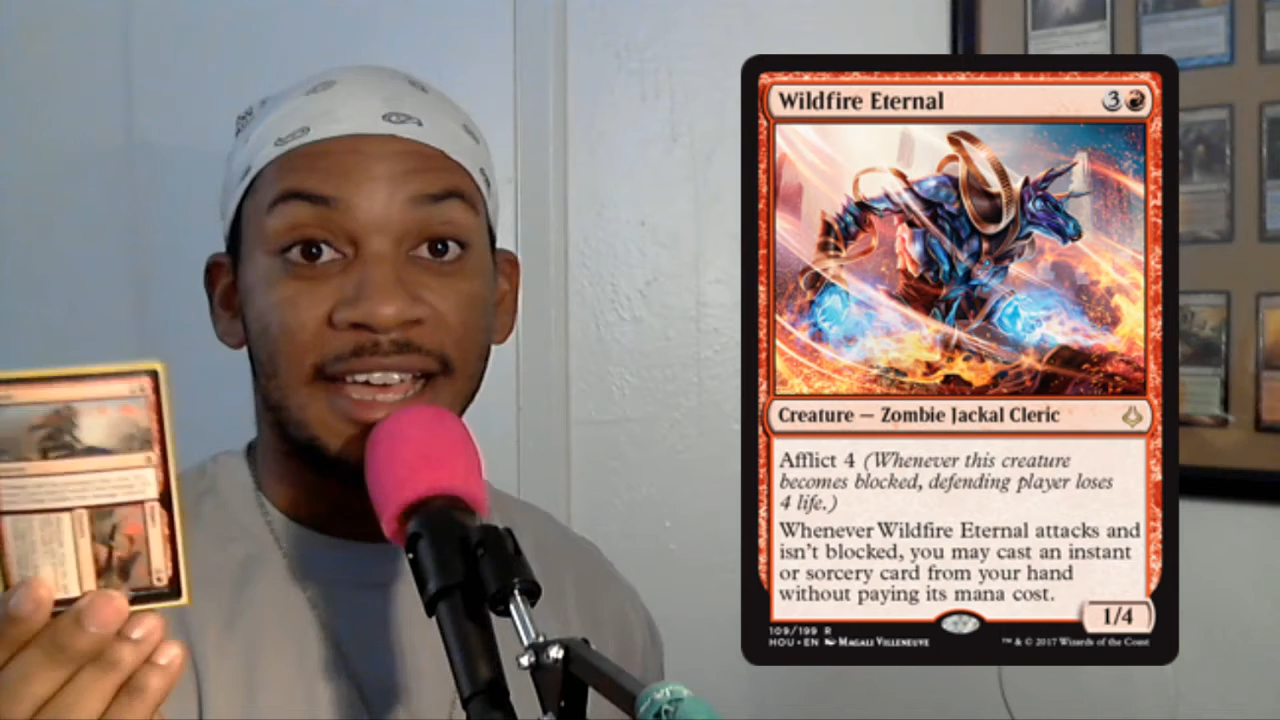 Wildfire Eternal
3
Creature — Zombie Jackal Cleric
Afflict 4 (Whenever this creature
becomes blocked, defending player loses
4 life.)
Whenever Wildfire Eternal attacks and
isn't blocked, you may cast an instant
or sorcery card from your hand
without paying its mana cost.
1/4
109/199 R
HOU • EN Magali Villeneuve
™ & © 2017 Wizards of the Coast